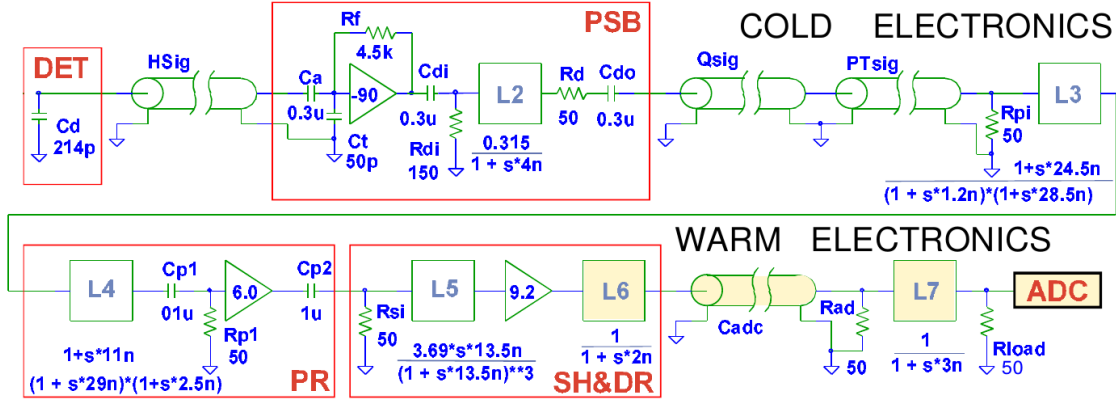 PSB
COLD ELECTRONICS
Rf
4.5k
DET
HSig
Ca
0.3u
-90
Cdi
0.3u
L2
Rd
50
Cdo
0.3u
Qsig
PTsig
L3
Cd
214p
Ct
50p
Rdi
150
0.315
1 + s*4n
Rpi
50
1+s*24.5n
(1 + s*1.2n)*(1+s*28.5n)
WARM ELECTRONICS
L4
Cp1
01u
6.0
Cp2
1u
Rp1
50
1+s*11n
(1 + s*29n)*(1+s*2.5n)
PR
Rsi
50
L5
9.2
L6
3.69*s*13.5n
(1 + s*13.5n)**3
1
1 + s*2n
SH&DR
Cadc
Rad
50
L7
1
1 + s*3n
ADC
Rload
50